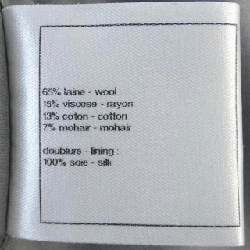 65% laine - wool
15% viscose - rayon
13% coton - cotton
7% mohair - mohair
doublure - lining :
100% soie - silk